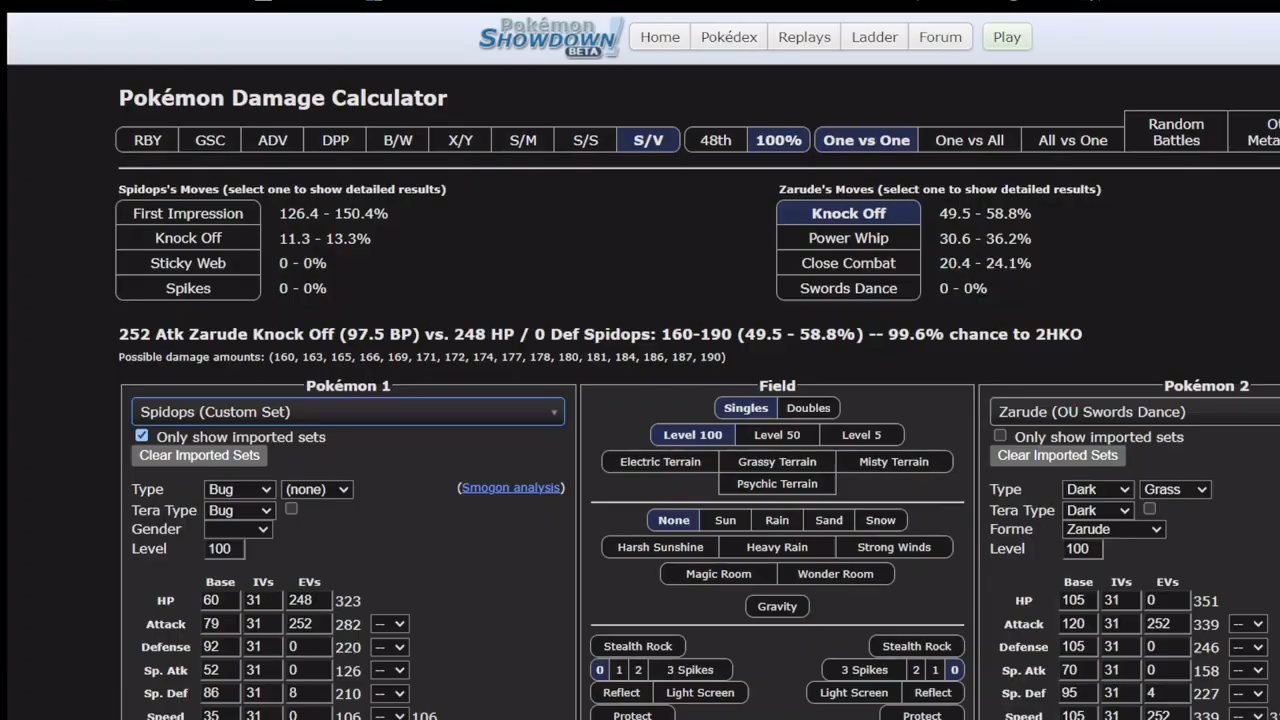 Pokémon
SHOWDOWN!
BETA
Home Pokédex Replays Ladder Forum Play
Pokémon Damage Calculator
RBY GSC ADV DPP B/W X/Y S/M S/S S/V 48th 100% One vs One One vs All All vs One Random Battles
Spidops's Moves (select one to show detailed results) Zarude's Moves (select one to show detailed results)
First Impression 126.4 - 150.4% Knock Off 49.5 - 58.8%
Knock Off 11.3 - 13.3% Power Whip 30.6 - 36.2%
Sticky Web 0 - 0% Close Combat 20.4 - 24.1%
Spikes 0 - 0% Swords Dance 0 - 0%
252 Atk Zarude Knock Off (97.5 BP) vs. 248 HP / 0 Def Spidops: 160-190 (49.5 - 58.8%) -- 99.6% chance to 2HKO
Possible damage amounts: (160, 163, 165, 166, 169, 171, 172, 174, 177, 178, 180, 181, 184, 186, 187, 190)
Pokémon 1 Field Pokémon 2
Spidops (Custom Set) Singles Doubles Zarude (OU Swords Dance)
Only show imported sets Level 100 Level 50 Level 5 Only show imported sets
Clear Imported Sets Electric Terrain Grassy Terrain Misty Terrain Clear Imported Sets
Psychic Terrain
Type Bug (none) (Smogon analysis) Type Dark Grass
Tera Type Bug None Sun Rain Sand Snow Tera Type Dark
Gender Forme Zarude
Level 100 Harsh Sunshine Heavy Rain Strong Winds Level 100
Magic Room Wonder Room
Base IVs EVs Base IVs EVs
HP 60 31 248 323 Gravity HP 105 31 0 351
Attack 79 31 252 282 -- Attack 120 31 252 339 --
Defense 92 31 0 220 -- Stealth Rock Stealth Rock Defense 105 31 0 246 --
Sp. Atk 52 31 0 126 -- 0 1 2 3 Spikes 3 Spikes 2 1 0 Sp. Atk 70 31 0 158 --
Sp. Def 86 31 8 210 -- Reflect Light Screen Light Screen Reflect Sp. Def 95 31 4 227 --
Speed 35 31 0 106 -- 106 Protect Protect Speed 105 31 252 339 -- 339